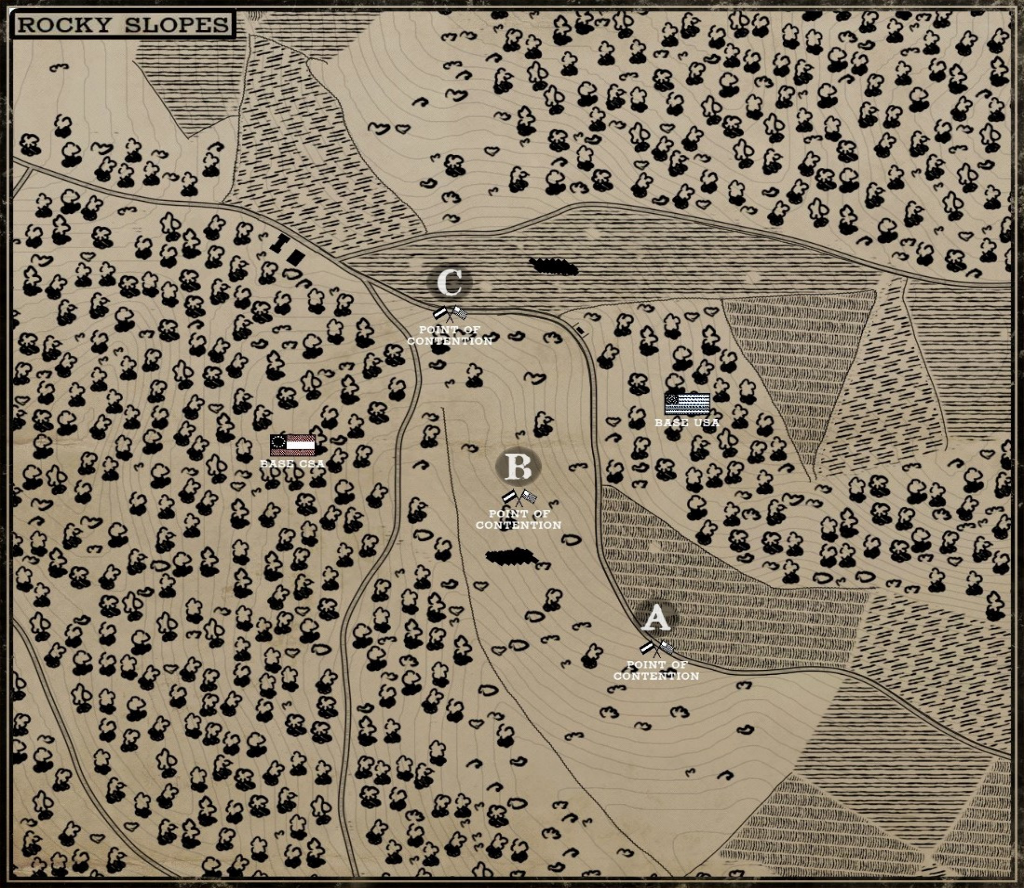 ROCKY SLOPES
C
POINT OF
CONTENTION
BASE USA
BASE CSA
B
POINT OF
CONTENTION
A
POINT OF
CONTENTION